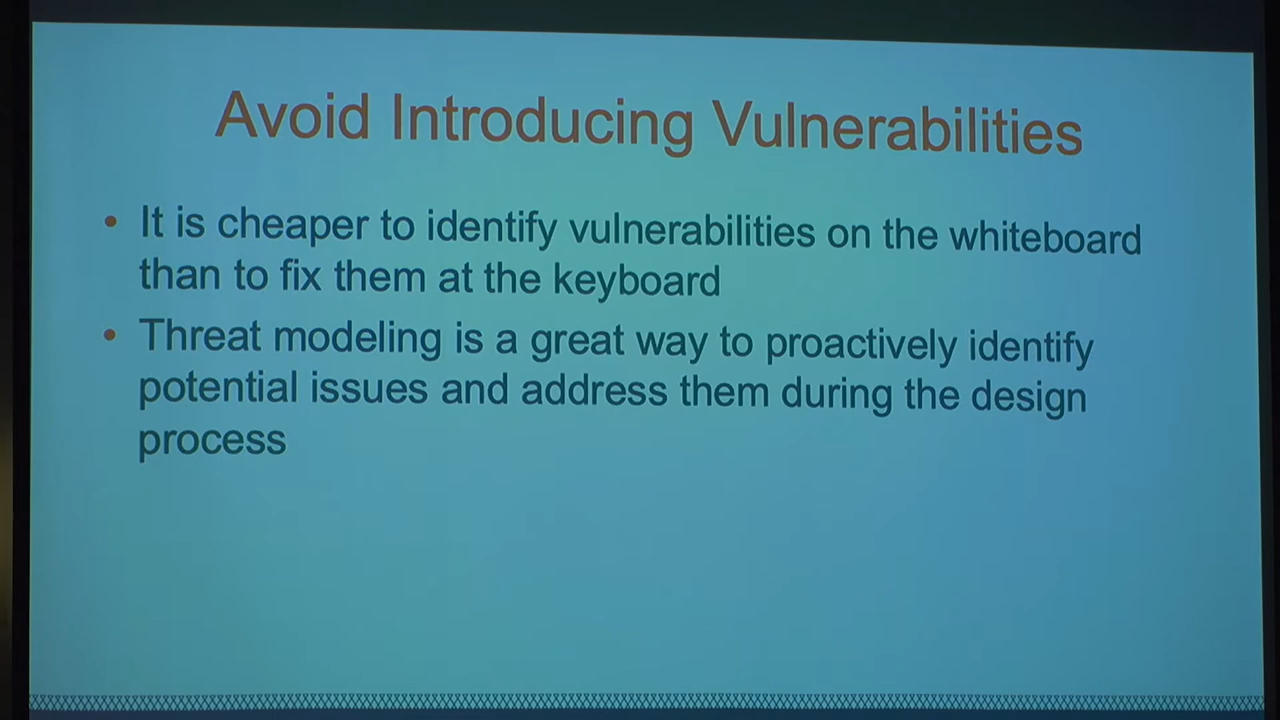 Avoid Introducing Vulnerabilities
• It is cheaper to identify vulnerabilities on the whiteboard
than to fix them at the keyboard
• Threat modeling is a great way to proactively identify
potential issues and address them during the design
process